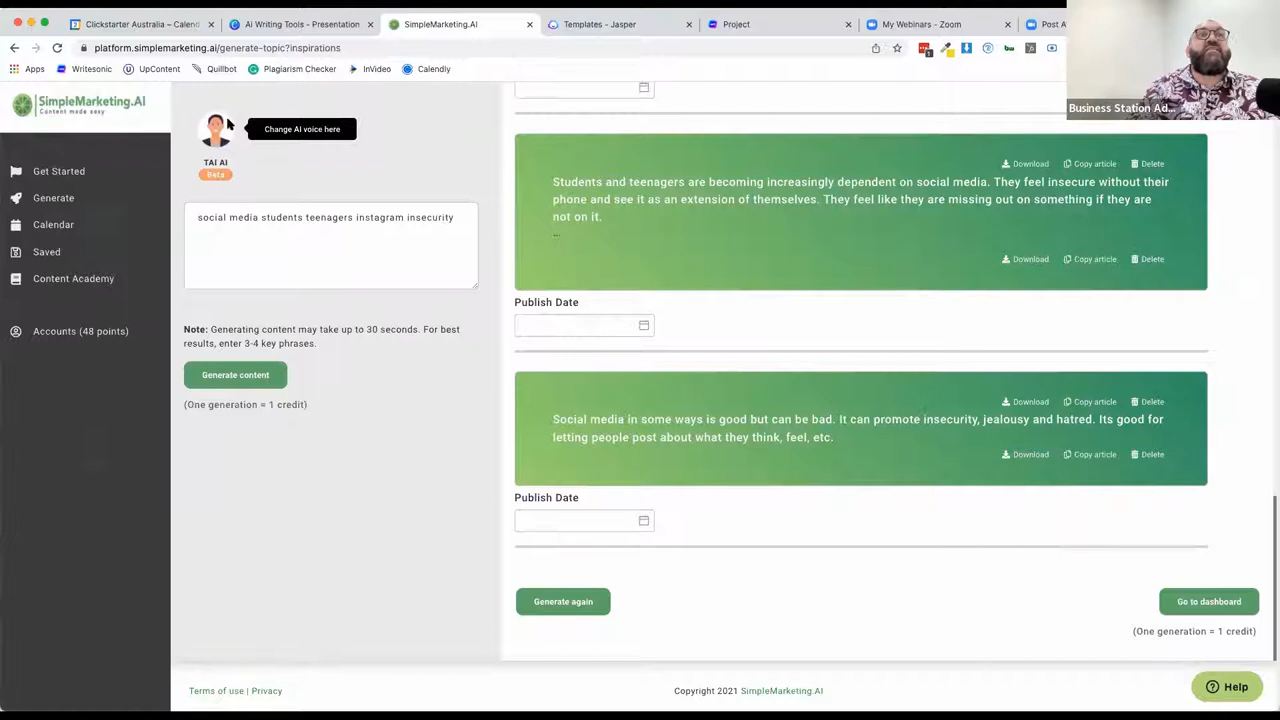 Clickstarter Australia – Calend
Ai Writing Tools - Presentation
SimpleMarketing.AI
Templates - Jasper
Project
My Webinars - Zoom
Post A
platform.simplemarketing.ai/generate-topic?inspirations
Apps
Writesonic
UpContent
Quillbot
Plagiarism Checker
InVideo
Calendly
Business Station Ad...
SimpleMarketing.AI
Content made easy
Get Started
Generate
Calendar
Saved
Content Academy
Accounts (48 points)
Change AI voice here
TAI AI
Beta
social media students teenagers instagram insecurity
Note: Generating content may take up to 30 seconds. For best
results, enter 3-4 key phrases.
Generate content
(One generation = 1 credit)
Download Copy article Delete
Students and teenagers are becoming increasingly dependent on social media. They feel insecure without their
phone and see it as an extension of themselves. They feel like they are missing out on something if they are
not on it.
...
Download Copy article Delete
Publish Date
Download Copy article Delete
Social media in some ways is good but can be bad. It can promote insecurity, jealousy and hatred. Its good for
letting people post about what they think, feel, etc.
Download Copy article Delete
Publish Date
Generate again
Go to dashboard
(One generation = 1 credit)
Terms of use | Privacy
Copyright 2021 SimpleMarketing.AI
Help